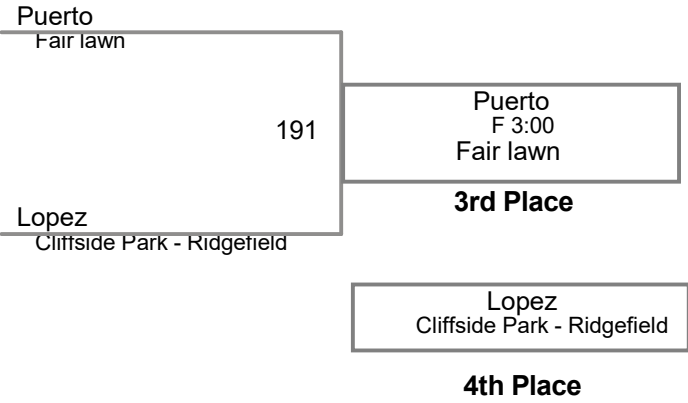 Puerto
Fair lawn
191
Puerto
F 3:00
Fair lawn
3rd Place
Lopez
Cliffside Park - Ridgefield
Lopez
Cliffside Park - Ridgefield
4th Place